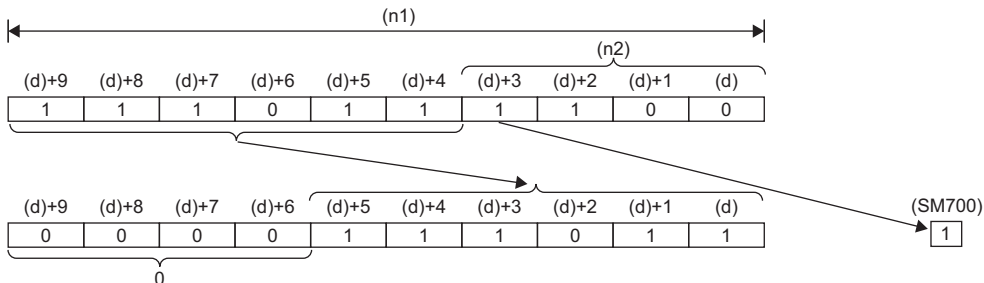 (n1)
(n2)
(d)+9 (d)+8 (d)+7 (d)+6 (d)+5 (d)+4 (d)+3 (d)+2 (d)+1 (d)
1 1 1 0 1 1 1 1 0 0
(d)+9 (d)+8 (d)+7 (d)+6 (d)+5 (d)+4 (d)+3 (d)+2 (d)+1 (d) (SM700)
0 0 0 0 1 1 1 0 1 1 1
0